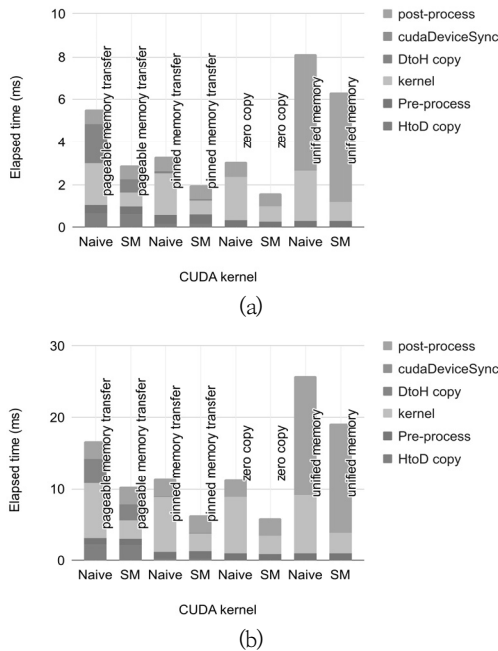 Elapsed time (ms)
10
8
6
4
2
0
pageable memory transfer
pageable memory transfer
pinned memory transfer
pinned memory transfer
zero copy
zero copy
unified memory
unified memory
Naive SM Naive SM Naive SM Naive SM
CUDA kernel
post-process
cudaDeviceSync
DtoH copy
kernel
Pre-process
HtoD copy
(a)
Elapsed time (ms)
30
20
10
0
pageable memory transfer
pageable memory transfer
pinned memory transfer
pinned memory transfer
zero copy
zero copy
unified memory
unified memory
Naive SM Naive SM Naive SM Naive SM
CUDA kernel
post-process
cudaDeviceSync
DtoH copy
kernel
Pre-process
HtoD copy
(b)